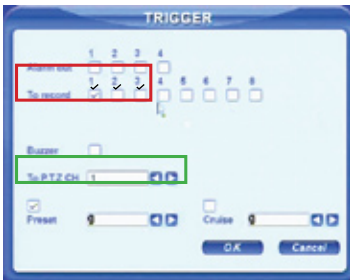 TRIGGER
1 2 3 4
Alarm out
1 2 3 4 5 6 7 8
To record
Buzzer
To P.T.Z CH 1
Preset 0 Cruise 0
OK Cancel